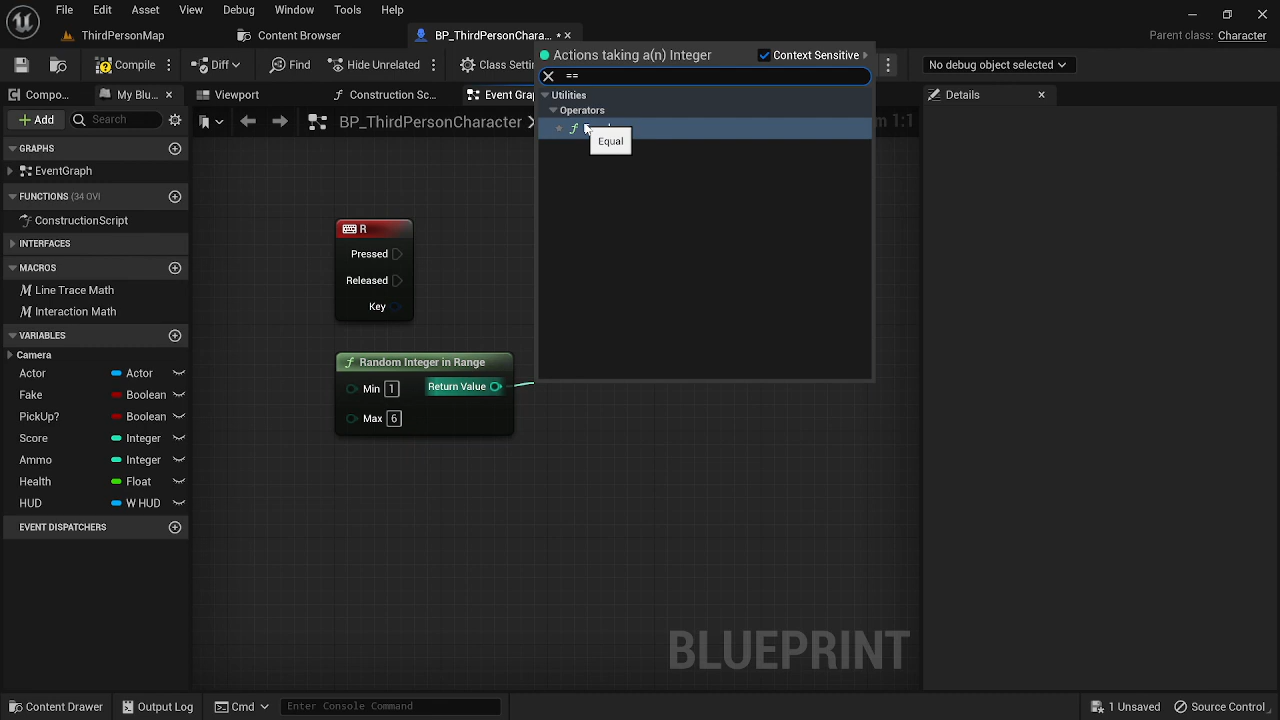 File Edit Asset View Debug Window Tools Help
ThirdPersonMap
Content Browser
BP_ThirdPersonChara... •
Parent class: Character
Compile
Diff
Find
Hide Unrelated
Class Setti
No debug object selected
Compo...
My Blu...
Viewport
Construction Sc...
Event Gra
Details
Add
Search
BP_ThirdPersonCharacter
m 1:1
Actions taking a(n) Integer
Context Sensitive
==
Utilities
Operators
Equal
GRAPHS
EventGraph
FUNCTIONS (34 OVI
ConstructionScript
INTERFACES
MACROS
Line Trace Math
Interaction Math
VARIABLES
Camera
Actor Actor
Fake Boolean
PickUp? Boolean
Score Integer
Ammo Integer
Health Float
HUD W HUD
EVENT DISPATCHERS
R
Pressed
Released
Key
Random Integer in Range
Min 1
Return Value
Max 6
BLUEPRINT
Content Drawer
Output Log
Cmd
Enter Console Command
1 Unsaved
Source Control